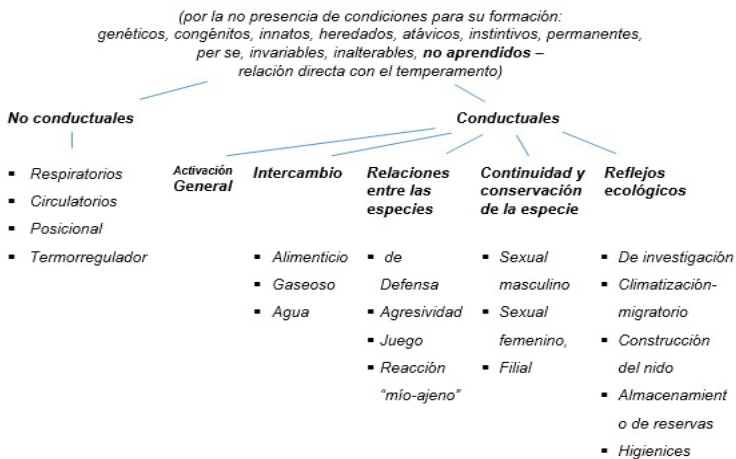 (por la no presencia de condiciones para su formación:
genéticos, congénitos, innatos, heredados, atávicos, instintivos, permanentes,
per se, invariables, inalterables, no aprendidos –
relación directa con el temperamento)
No conductuales
▪ Respiratorios
▪ Circulatorios
▪ Posicional
▪ Termorregulador
Conductuales
Activación
General
Intercambio
▪ Alimenticio
▪ Gaseoso
▪ Agua
Relaciones
entre las
especies
▪ de
Defensa
▪ Agresividad
▪ Juego
▪ Reacción
“mío-ajeno”
Continuidad y
conservación
de la especie
▪ Sexual
masculino
▪ Sexual
femenino,
▪ Filial
Reflejos
ecológicos
▪ De investigación
▪ Climatización-
migratorio
▪ Construcción
del nido
▪ Almacenamient
o de reservas
▪ Higienices